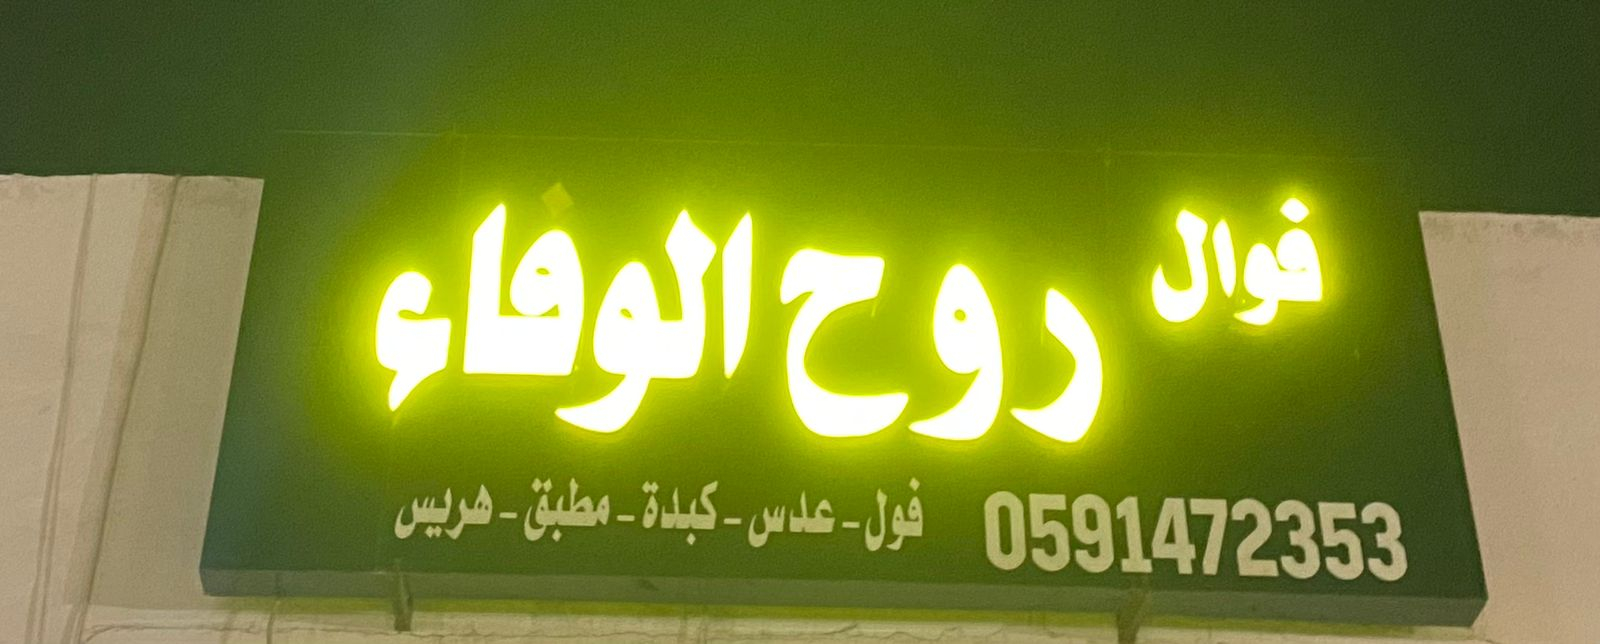 فوال روح الوفاء
فول - عدس - كبدة - مطبق - هريس
0591472353